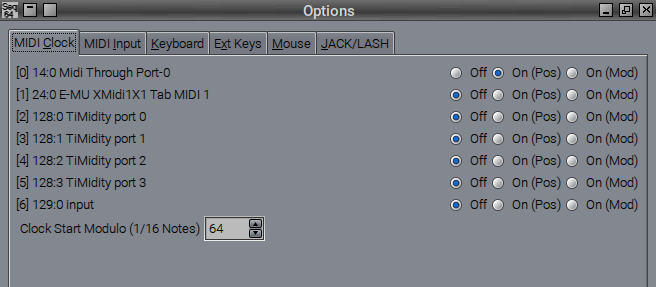 Seq 64
Options
MIDI Clock MIDI Input Keyboard Ext Keys Mouse JACK/LASH
[0] 14:0 Midi Through Port-0 Off On (Pos) On (Mod)
[1] 24:0 E-MU XMidi1X1 Tab MIDI 1 Off On (Pos) On (Mod)
[2] 128:0 TiMidity port 0 Off On (Pos) On (Mod)
[3] 128:1 TiMidity port 1 Off On (Pos) On (Mod)
[4] 128:2 TiMidity port 2 Off On (Pos) On (Mod)
[5] 128:3 TiMidity port 3 Off On (Pos) On (Mod)
[6] 129:0 input Off On (Pos) On (Mod)
Clock Start Modulo (1/16 Notes) 64